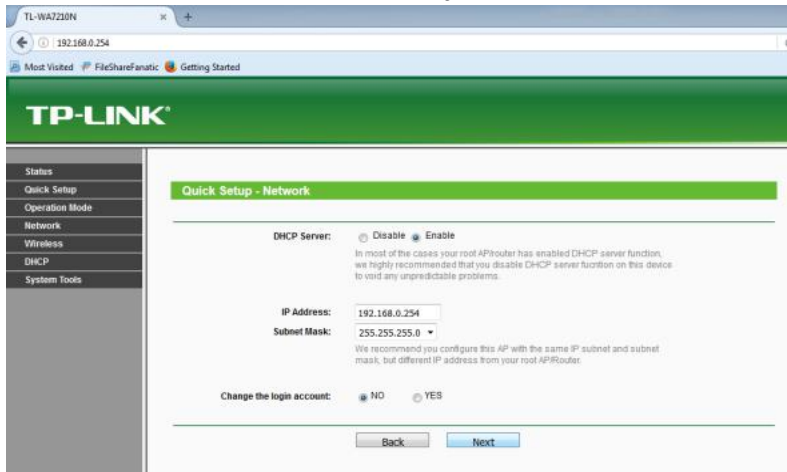 TL-WA7210N
192.168.0.254
Most Visited FileShareFanatic Getting Started
TP-LINK®
Status
Quick Setup
Operation Mode
Network
Wireless
DHCP
System Tools
Quick Setup - Network
DHCP Server: Disable Enable
In most of the cases your root AP/router has enabled DHCP server function,
we highly recommended that you disable DHCP server fucntion on this device
to void any unpredictable problems.
IP Address: 192.168.0.254
Subnet Mask: 255.255.255.0
We recommend you configure this AP with the same IP subnet and subnet
mask, but different IP address from your root AP/Router.
Change the login account: NO YES
Back Next